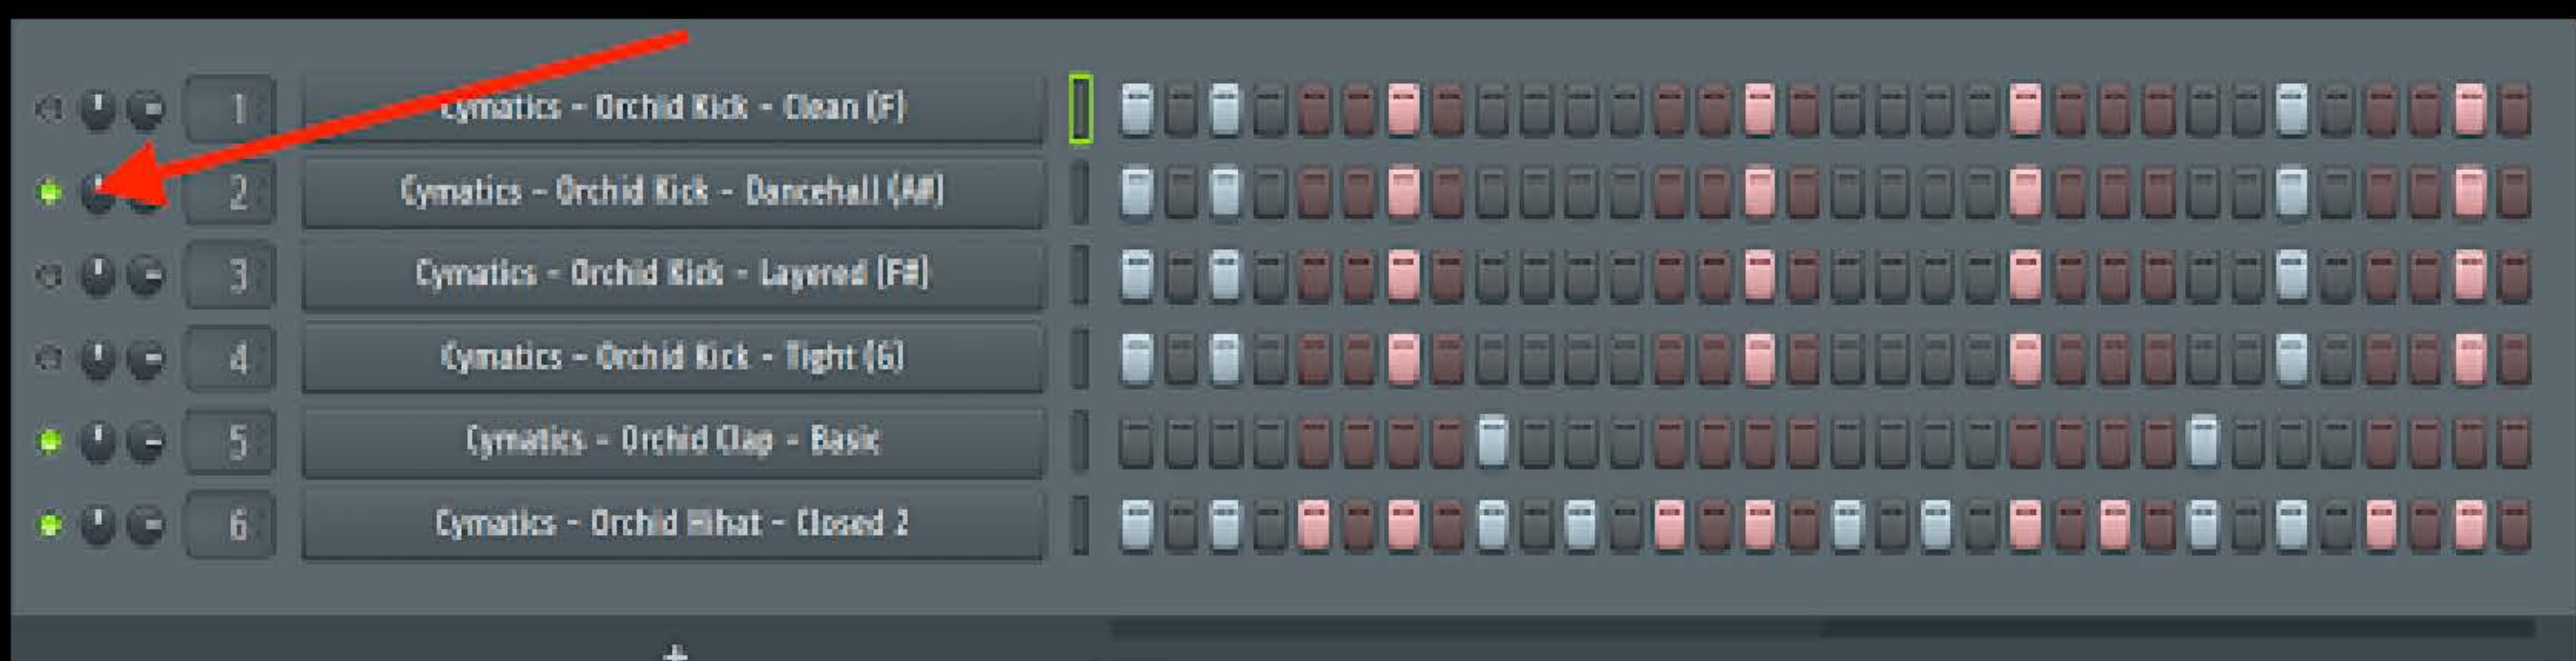 1 Cymatics - Orchid Kick - Clean (F)
2 Cymatics - Orchid Kick - Dancehall (A#)
3 Cymatics - Orchid Kick - Layered (F#)
4 Cymatics - Orchid Kick - Tight (G)
5 Cymatics - Orchid Clap - Basic
6 Cymatics - Orchid Hihat - Closed 2
+